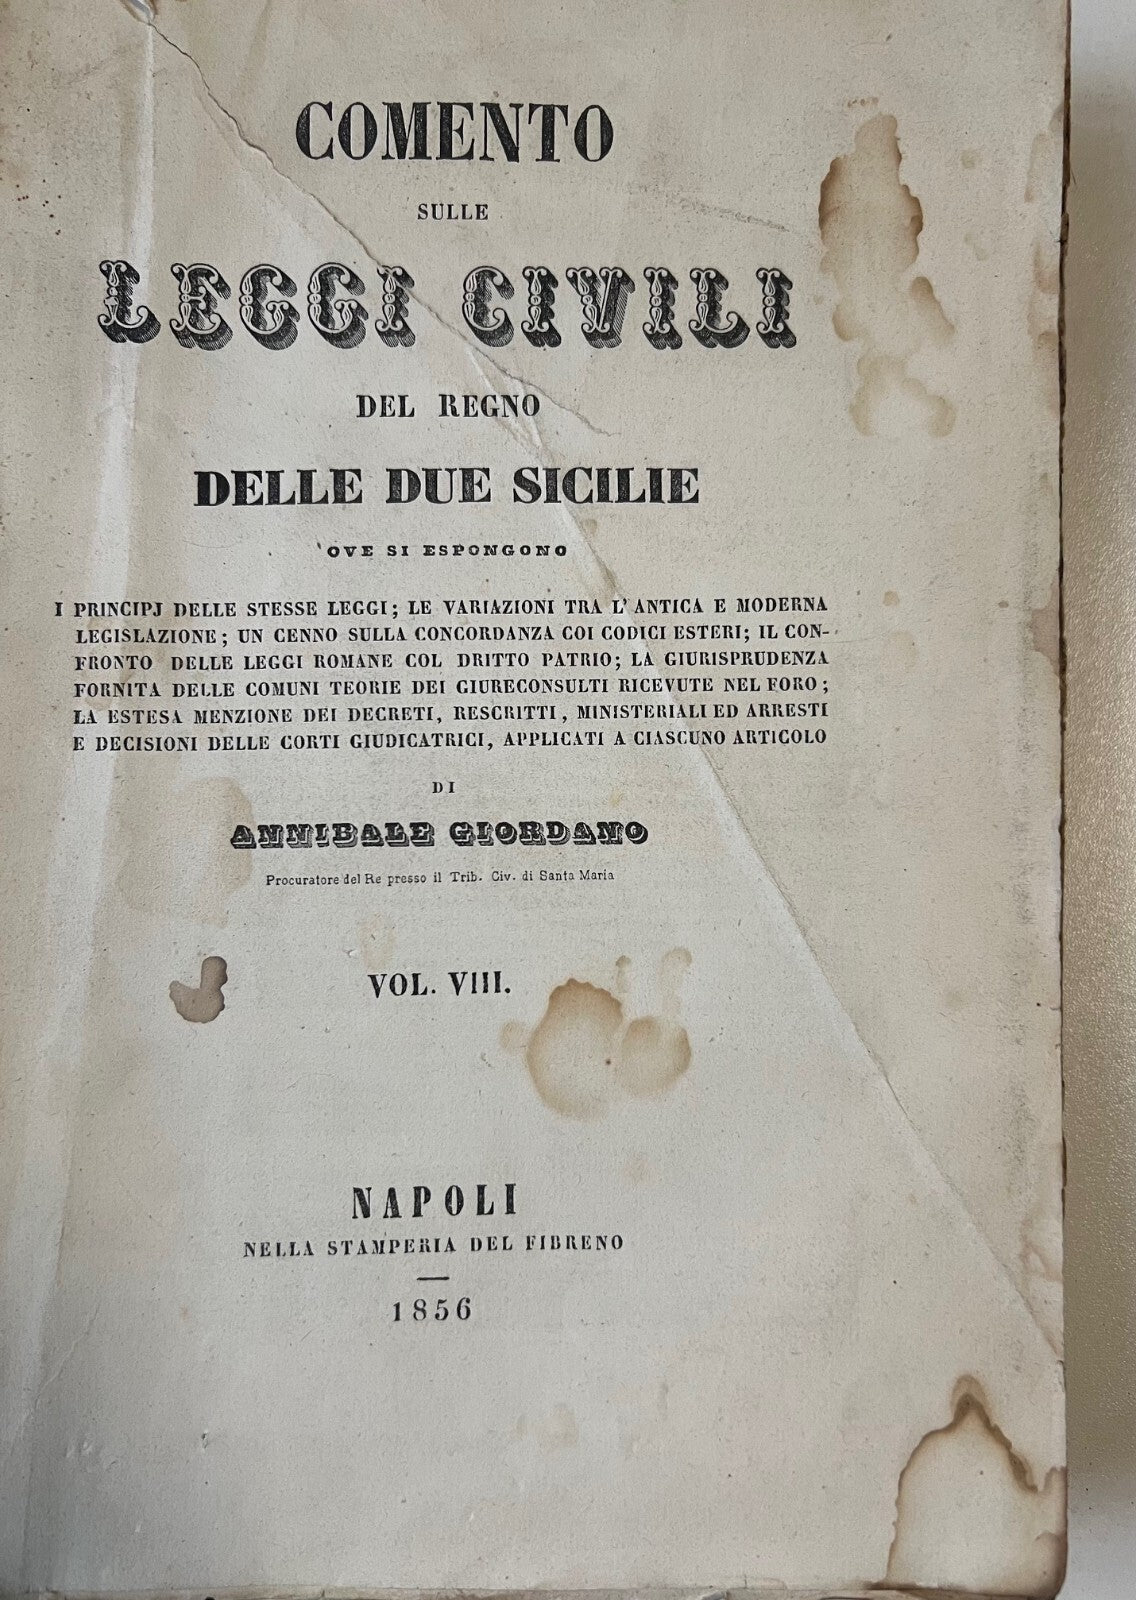 COMENTO
SULLE
LEGGI CIVILI
DEL REGNO
DELLE DUE SICILIE
OVE SI ESPONGONO
I PRINCIPJ DELLE STESSE LEGGI; LE VARIAZIONI TRA L'ANTICA E MODERNA
LEGISLAZIONE; UN CENNO SULLA CONCORDANZA COI CODICI ESTERI; IL CON-
FRONTO DELLE LEGGI ROMANE COL DRITTO PATRIO; LA GIURISPRUDENZA
FORNITA DELLE COMUNI TEORIE DEI GIURECONSULTI RICEVUTE NEL FORO;
LA ESTESA MENZIONE DEI DECRETI, RESCRITTI, MINISTERIALI ED ARRESTI
E DECISIONI DELLE CORTI GIUDICATRICI, APPLICATI A CIASCUNO ARTICOLO
DI
ANNIBALE GIORDANO
Procuratore del Re presso il Trib. Civ. di Santa Maria
VOL. VIII.
NAPOLI
NELLA STAMPERIA DEL FIBRENO
1856